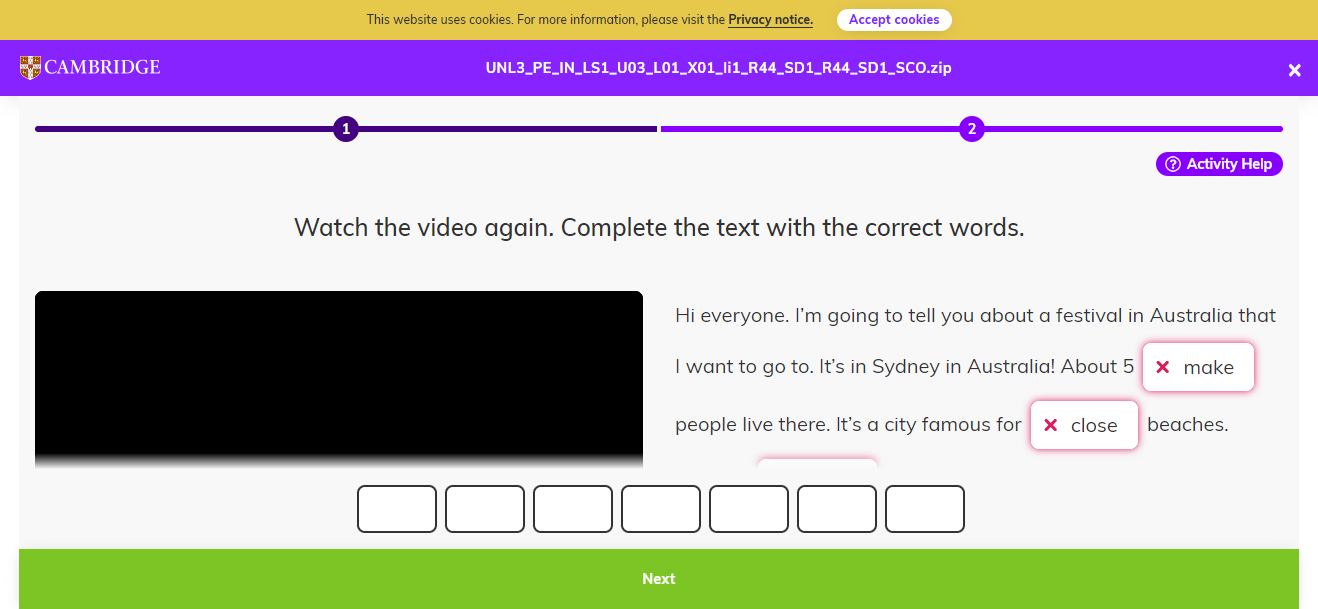 This website uses cookies. For more information, please visit the Privacy notice. Accept cookies
CAMBRIDGE
UNL3_PE_IN_LS1_U03_L01_X01_Ii1_R44_SD1_R44_SD1_SCO.zip
1
2
Activity Help
Watch the video again. Complete the text with the correct words.
Hi everyone. I’m going to tell you about a festival in Australia that
I want to go to. It’s in Sydney in Australia! About 5 make
people live there. It’s a city famous for close beaches.
Next